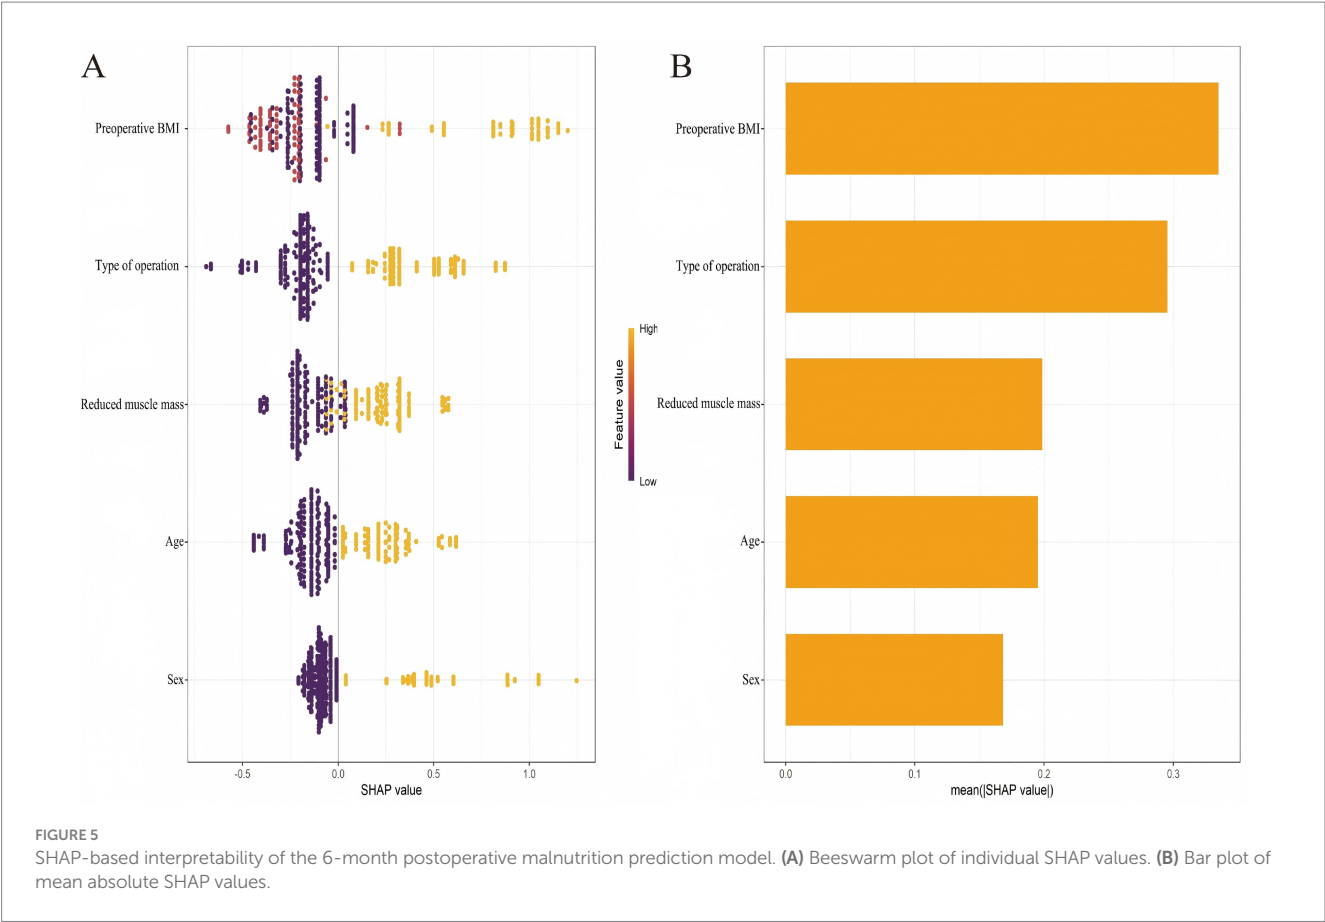 A
Preoperative BMI
Type of operation
Reduced muscle mass
Age
Sex
-0.5 0.0 0.5 1.0
SHAP value
High
Feature value
Low
B
Preoperative BMI
Type of operation
Reduced muscle mass
Age
Sex
0.0 0.1 0.2 0.3
mean(|SHAP value|)
FIGURE 5
SHAP-based interpretability of the 6-month postoperative malnutrition prediction model. (A) Beeswarm plot of individual SHAP values. (B) Bar plot of
mean absolute SHAP values.